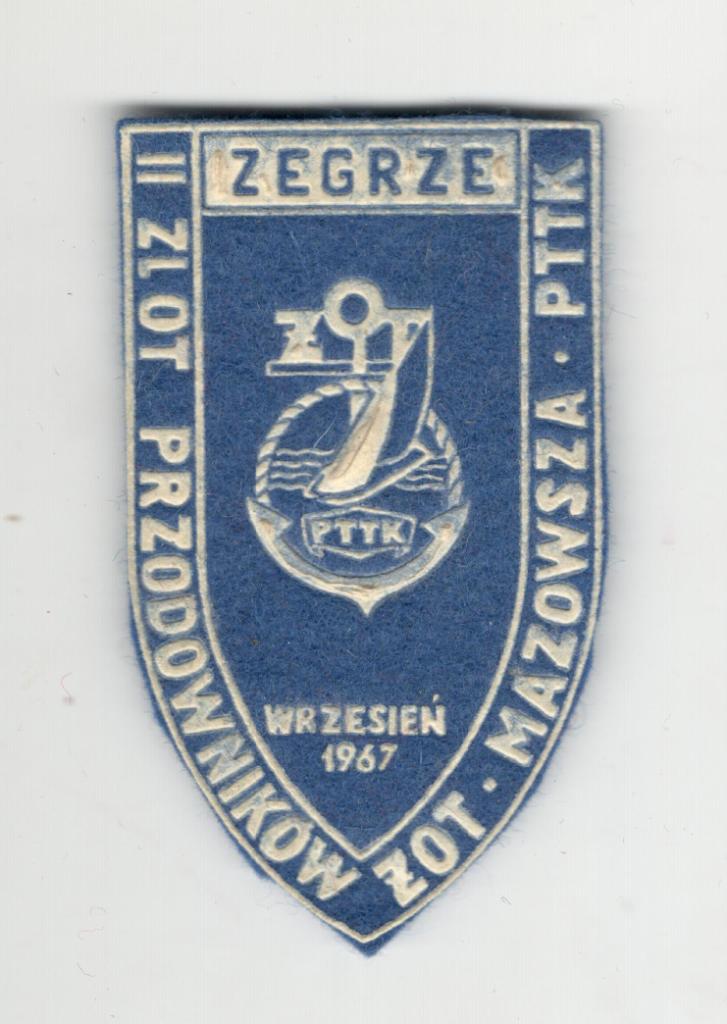 ZEGRZE
II ZLOT PRZODOWNIKÓW ŻOT · MAZOWSZA · PTTK
ŻOT
PTTK
WRZESIEŃ
1967